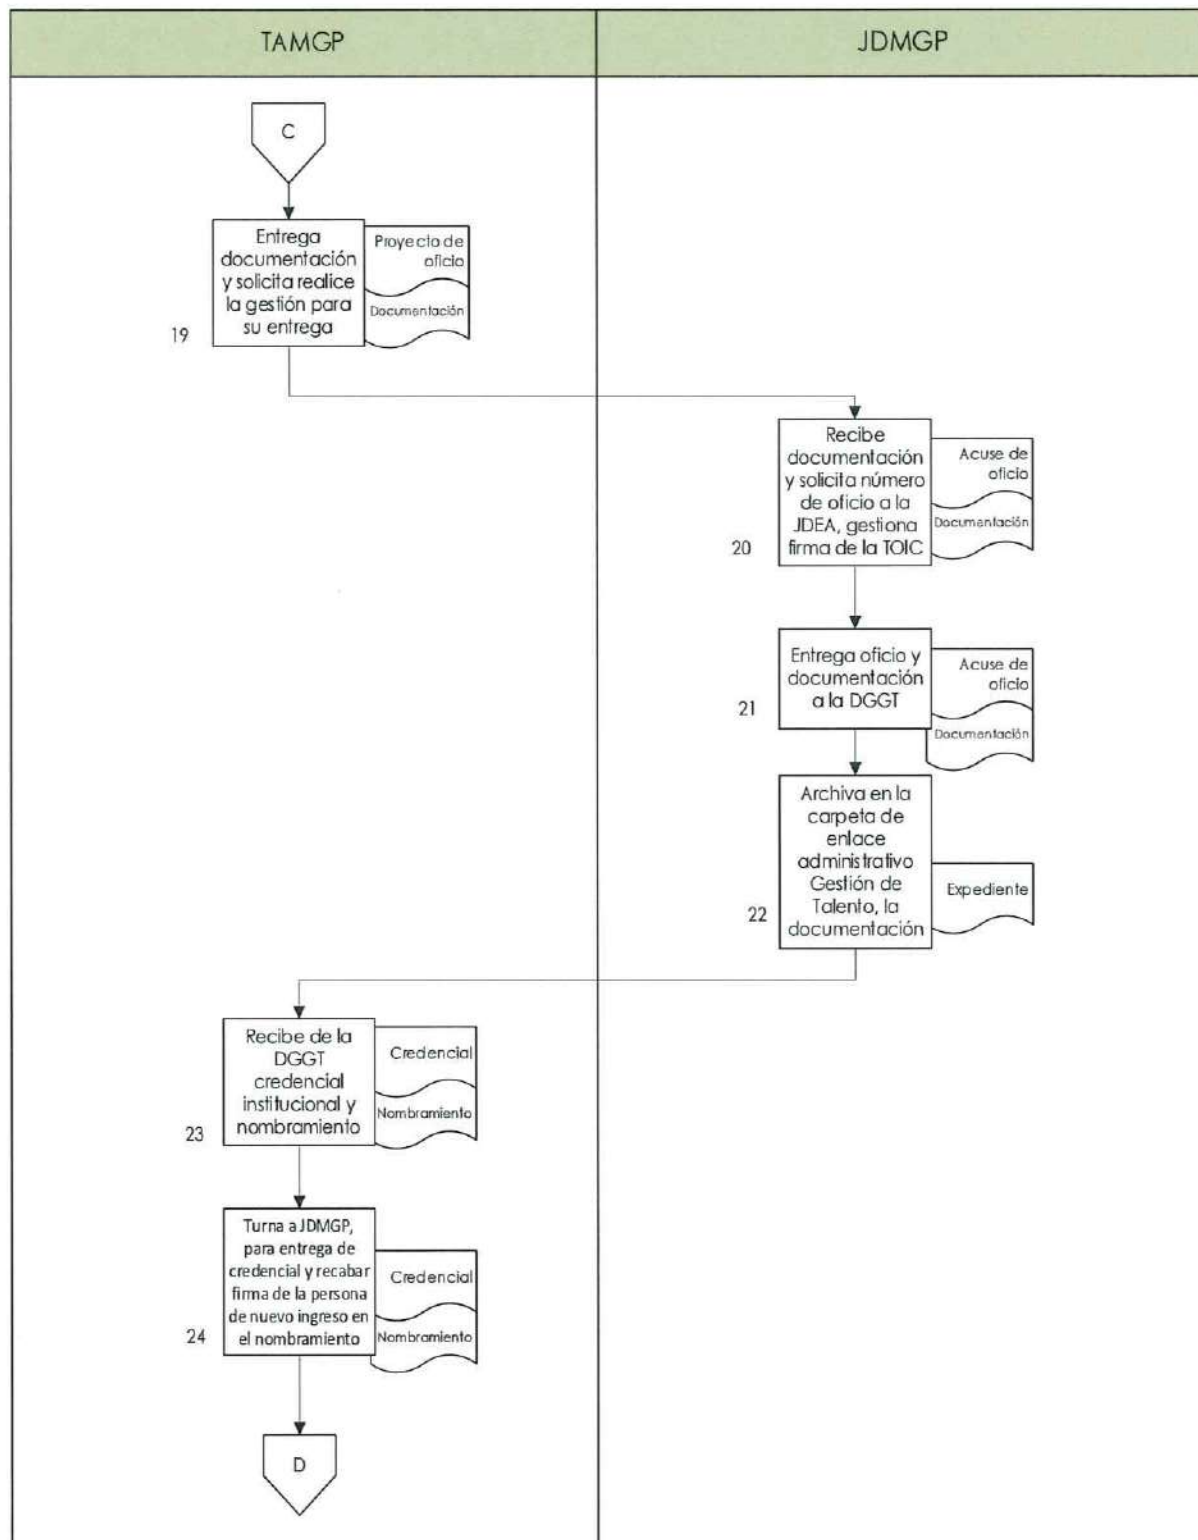 TAMGP
JDMGP
C
Entrega
documentación
y solicita realice
la gestión para
su entrega
Proyecto de
oficio
Documentación
19
Recibe
documentación
y solicita número
de oficio a la
JDEA, gestiona
firma de la TOIC
Acuse de
oficio
Documentación
20
Entrega oficio y
documentación
a la DGGT
Acuse de
oficio
Documentación
21
Archiva en la
carpeta de
enlace
administrativo
Gestión de
Talento, la
documentación
Expediente
22
Recibe de la
DGGT
credencial
institucional y
nombramiento
Credencial
Nombramiento
23
Turna a JDMGP,
para entrega de
credencial y recabar
firma de la persona
de nuevo ingreso en
el nombramiento
Credencial
Nombramiento
24
D